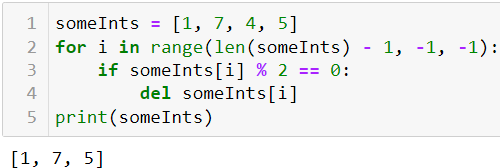 1 someInts = [1, 7, 4, 5]
2 for i in range(len(someInts) - 1, -1, -1):
3     if someInts[i] % 2 == 0:
4         del someInts[i]
5 print(someInts)
[1, 7, 5]